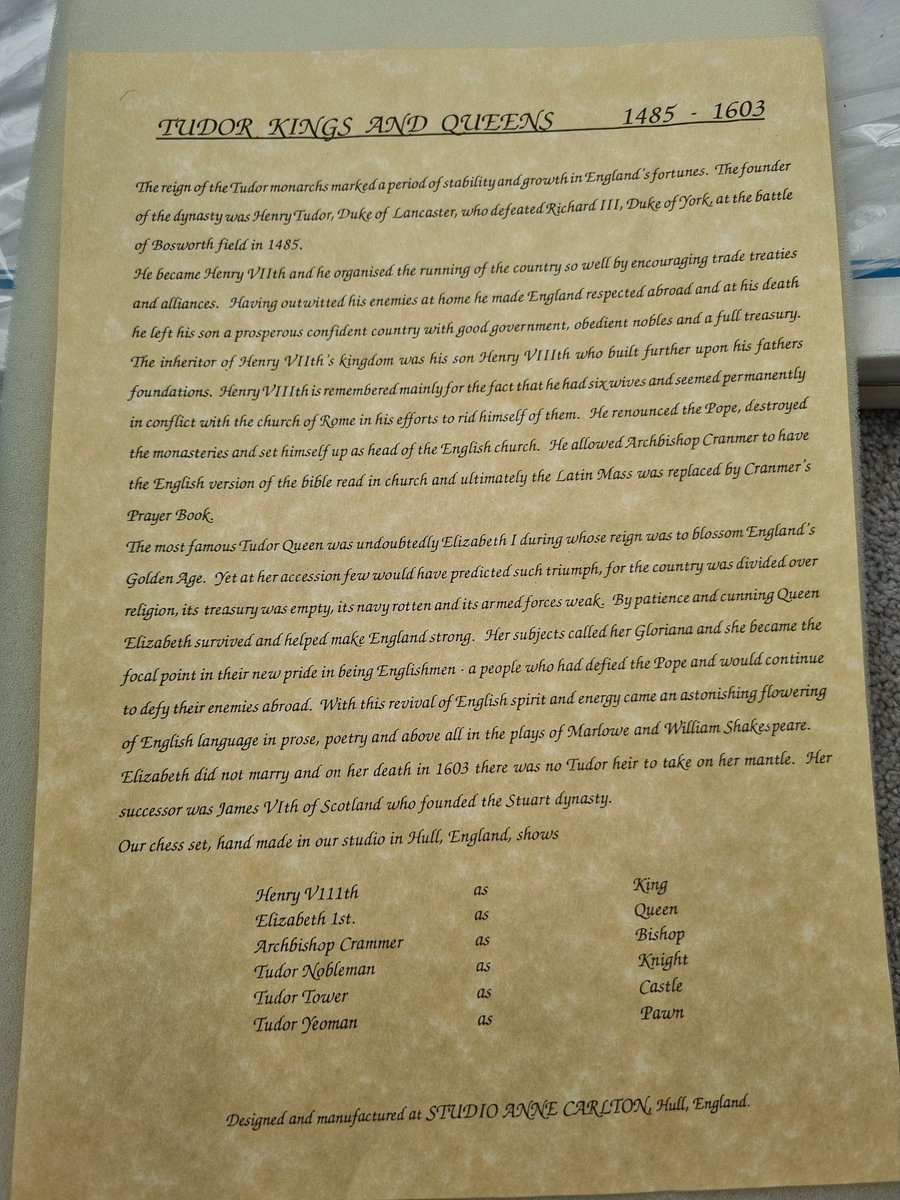 TUDOR KINGS AND QUEENS 1485 - 1603
The reign of the Tudor monarchs marked a period of stability and growth in England's fortunes. The founder
of the dynasty was Henry Tudor, Duke of Lancaster, who defeated Richard III, Duke of York, at the battle
of Bosworth field in 1485.
He became Henry VIIth and he organised the running of the country so well by encouraging trade treaties
and alliances. Having outwitted his enemies at home he made England respected abroad and at his death
he left his son a prosperous confident country with good government, obedient nobles and a full treasury.
The inheritor of Henry VIIth's kingdom was his son Henry VIIIth who built further upon his fathers
foundations. Henry VIIIth is remembered mainly for the fact that he had six wives and seemed permanently
in conflict with the church of Rome in his efforts to rid himself of them. He renounced the Pope, destroyed
the monasteries and set himself up as head of the English church. He allowed Archbishop Cranmer to have
the English version of the bible read in church and ultimately the Latin Mass was replaced by Cranmer's
Prayer Book.
The most famous Tudor Queen was undoubtedly Elizabeth I during whose reign was to blossom England's
Golden Age. Yet at her accession few would have predicted such triumph, for the country was divided over
religion, its treasury was empty, its navy rotten and its armed forces weak. By patience and cunning Queen
Elizabeth survived and helped make England strong. Her subjects called her Gloriana and she became the
focal point in their new pride in being Englishmen - a people who had defied the Pope and would continue
to defy their enemies abroad. With this revival of English spirit and energy came an astonishing flowering
of English language in prose, poetry and above all in the plays of Marlowe and William Shakespeare.
Elizabeth did not marry and on her death in 1603 there was no Tudor heir to take on her mantle. Her
successor was James VIth of Scotland who founded the Stuart dynasty.
Our chess set, hand made in our studio in Hull, England, shows
Henry V111th as King
Elizabeth 1st. as Queen
Archbishop Crammer as Bishop
Tudor Nobleman as Knight
Tudor Tower as Castle
Tudor Yeoman as Pawn
Designed and manufactured at STUDIO ANNE CARLTON, Hull, England.